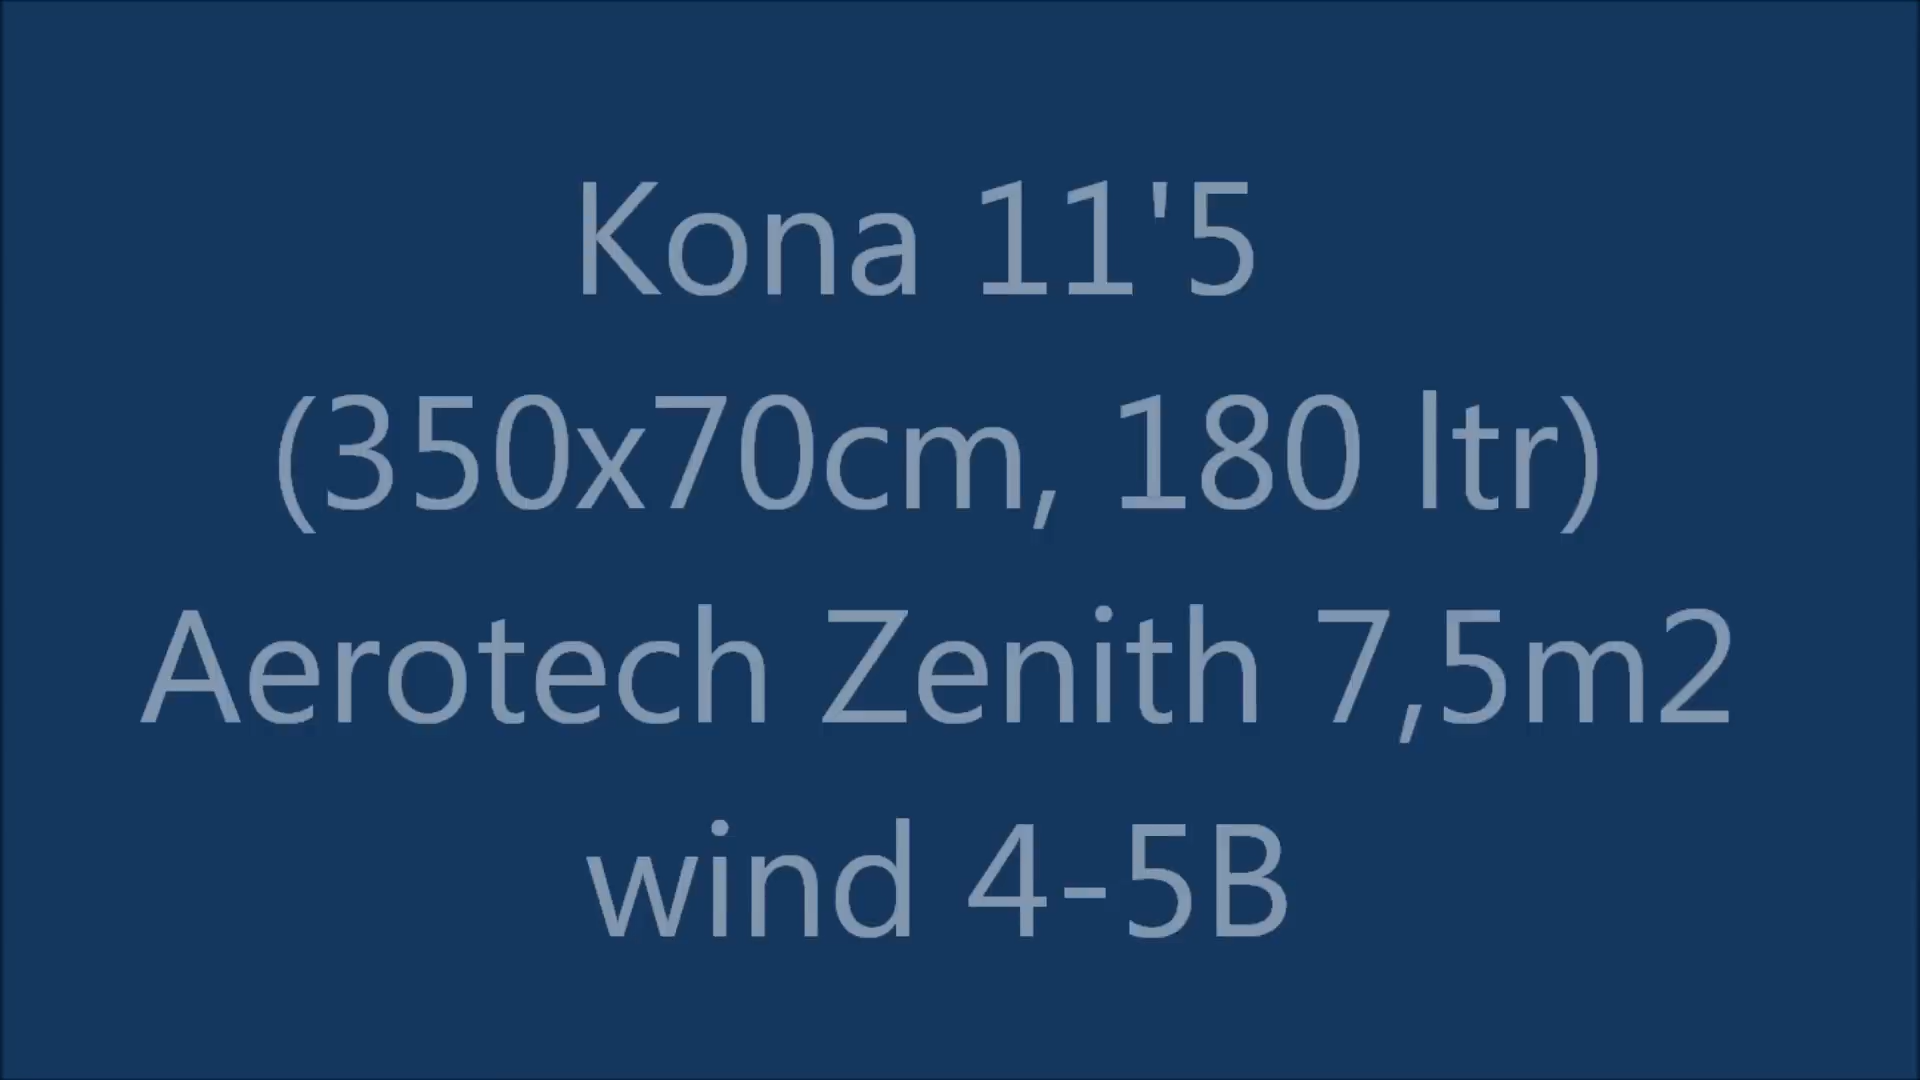 Kona 11'5
(350x70cm, 180 ltr)
Aerotech Zenith 7,5m2
wind 4-5B